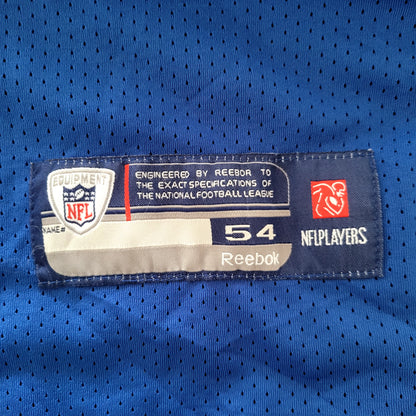 EQUIPMENT
NFL
NAME#
ENGINEERED BY REEBOK TO
THE EXACT SPECIFICATIONS OF
THE NATIONAL FOOTBALL LEAGUE
54
Reebok
NFLPLAYERS